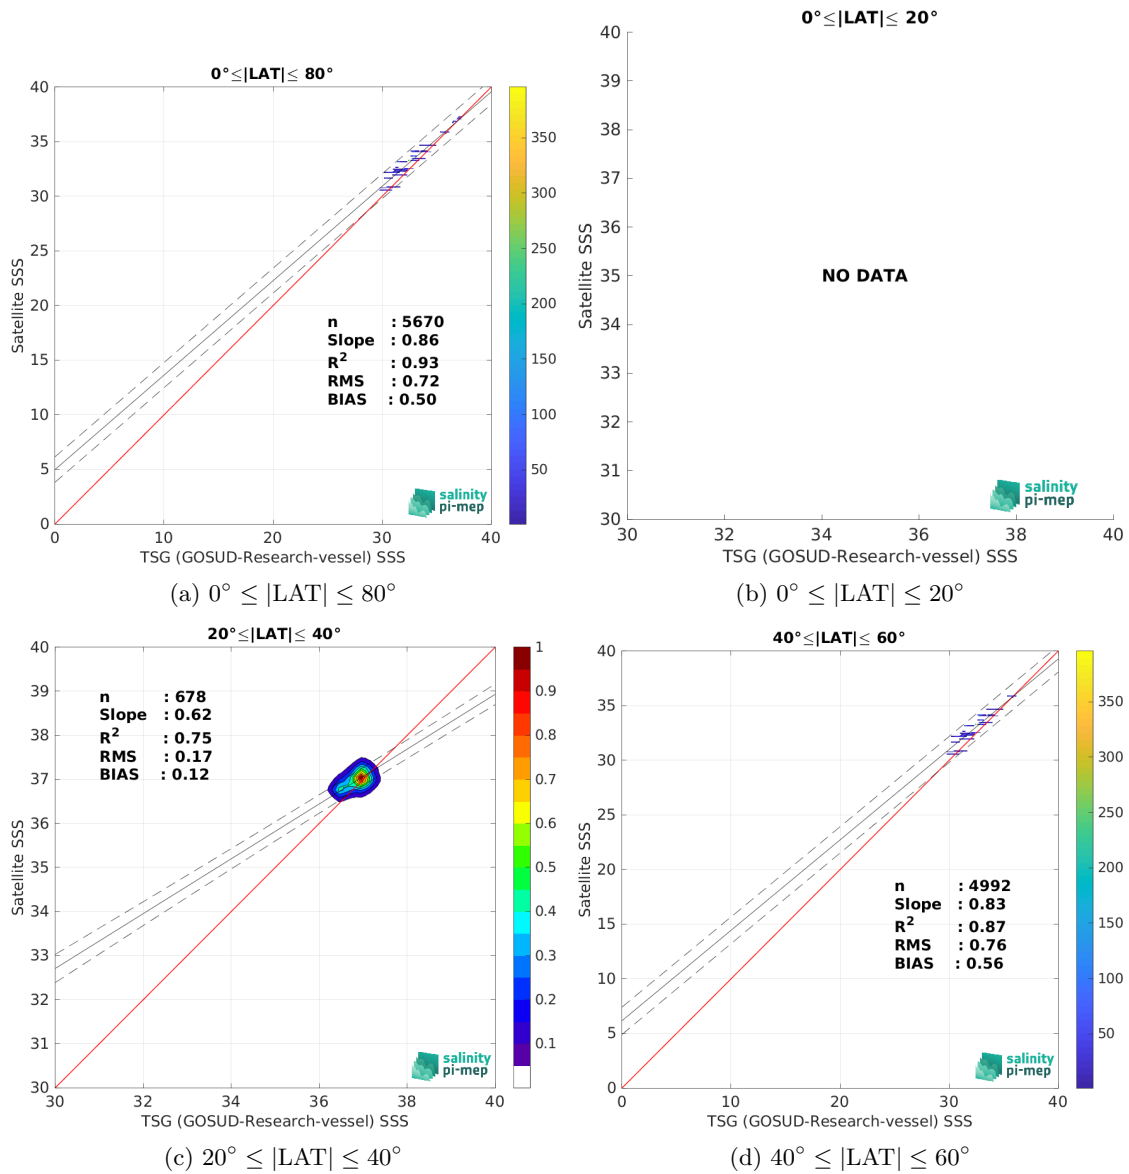 0°≤|LAT|≤ 80°
40
35
30
25
20
15
10
5
0
Satellite SSS
0
10
20
30
40
TSG (GOSUD-Research-vessel) SSS
350
300
250
200
150
100
50
n : 5670
Slope : 0.86
R² : 0.93
RMS : 0.72
BIAS : 0.50
salinity
pi-mep
(a) 0° ≤ |LAT| ≤ 80°
0°≤|LAT|≤ 20°
40
39
38
37
36
35
34
33
32
31
30
Satellite SSS
NO DATA
30
32
34
36
38
40
TSG (GOSUD-Research-vessel) SSS
salinity
pi-mep
(b) 0° ≤ |LAT| ≤ 20°
20°≤|LAT|≤ 40°
40
39
38
37
36
35
34
33
32
31
30
Satellite SSS
n : 678
Slope : 0.62
R² : 0.75
RMS : 0.17
BIAS : 0.12
30
32
34
36
38
40
TSG (GOSUD-Research-vessel) SSS
1
0.9
0.8
0.7
0.6
0.5
0.4
0.3
0.2
0.1
salinity
pi-mep
(c) 20° ≤ |LAT| ≤ 40°
40°≤|LAT|≤ 60°
40
35
30
25
20
15
10
5
0
Satellite SSS
n : 4992
Slope : 0.83
R² : 0.87
RMS : 0.76
BIAS : 0.56
0
10
20
30
40
TSG (GOSUD-Research-vessel) SSS
350
300
250
200
150
100
50
salinity
pi-mep
(d) 40° ≤ |LAT| ≤ 60°